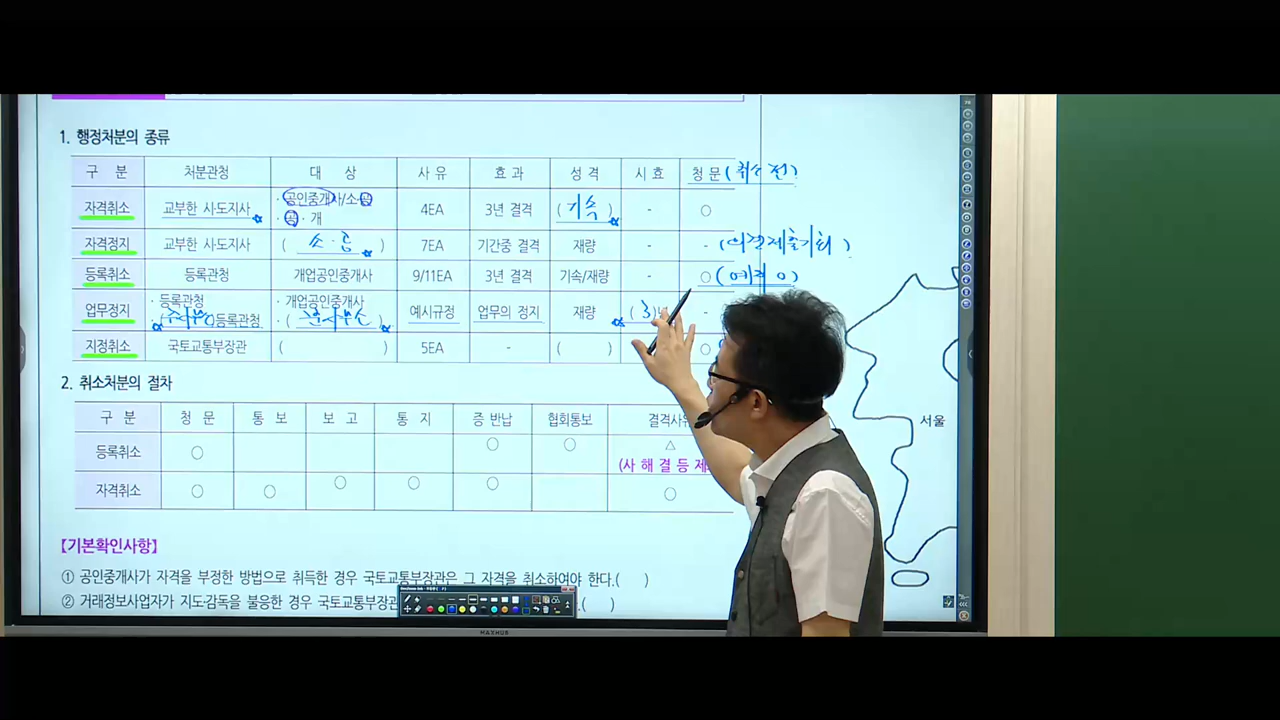 1. 행정처분의 종류
구 분 처분관청 대 상 사 유 효 과 성 격 시 효 청 문 (취소 전)
자격취소 교부한 시·도지사 · 공인중개사/소공 · 공 · 개 4EA 3년 결격 (기속) - ○
자격정지 교부한 시·도지사 ( 소·공 ) 7EA 기간중 결격 재량 - - (의견제출기회)
등록취소 등록관청 개업공인중개사 9/11EA 3년 결격 기속/재량 - ○ (예외 0)
업무정지 · 등록관청 · (주사무소)등록관청 · 개업공인중개사 · ( 분사무소 ) 예시규정 업무의 정지 재량 ( 3 )년 -
지정취소 국토교통부장관 ( ) 5EA - ( ) ○
2. 취소처분의 절차
구 분 청 문 통 보 보 고 통 지 증 반납 협회통보 결격사유
등록취소 ○ ○ ○ △
(사 해 결 등 제
자격취소 ○ ○ ○ ○ ○ ○
【기본확인사항】
① 공인중개사가 자격을 부정한 방법으로 취득한 경우 국토교통부장관은 그 자격을 취소하여야 한다.( )
② 거래정보사업자가 지도감독을 불응한 경우 국토교통부장관 ( )
서울
MAXHUB